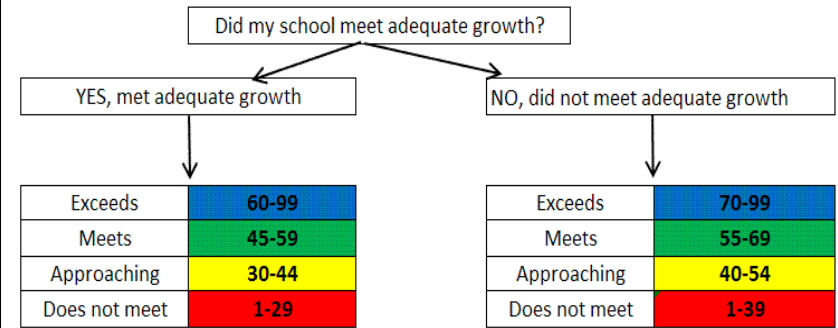 Did my school meet adequate growth?
YES, met adequate growth
NO, did not meet adequate growth
Exceeds 60-99
Meets 45-59
Approaching 30-44
Does not meet 1-29
Exceeds 70-99
Meets 55-69
Approaching 40-54
Does not meet 1-39